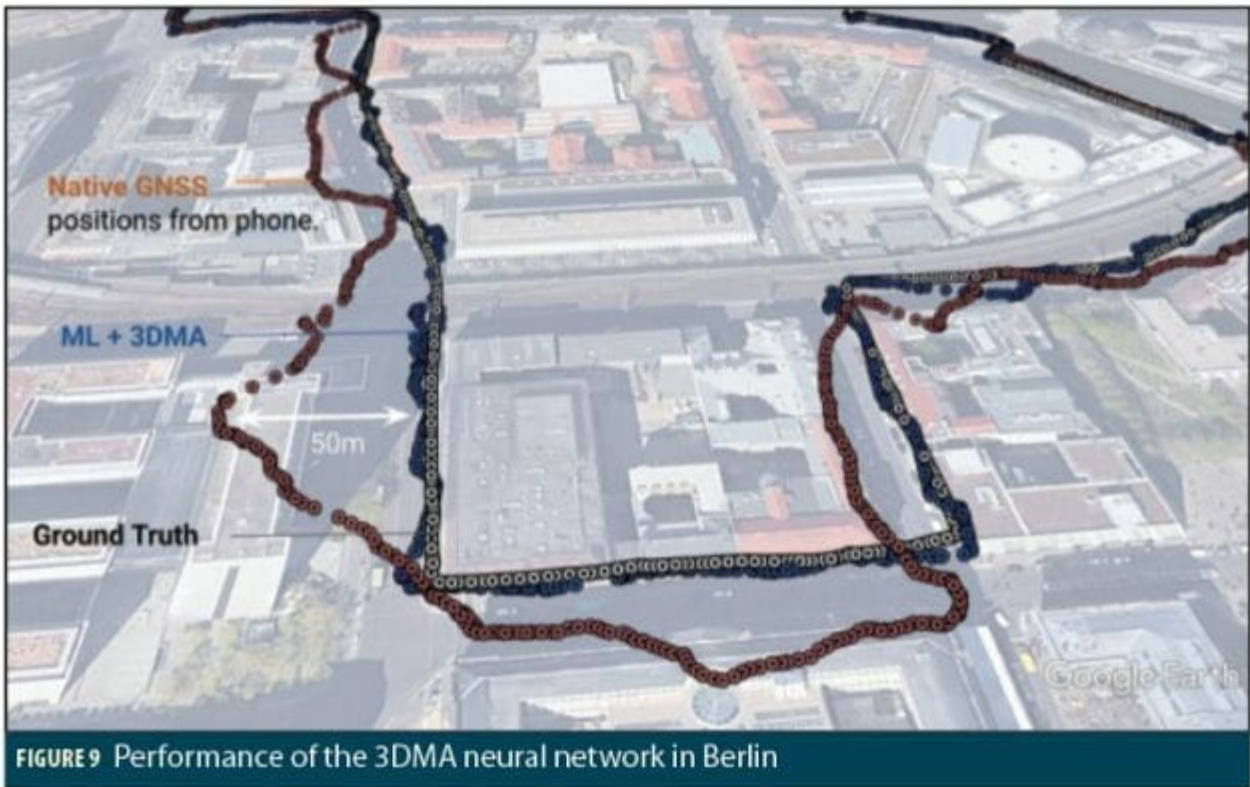 Native GNSS
positions from phone.
ML + 3DMA
50m
Ground Truth
Google Earth
FIGURE 9 Performance of the 3DMA neural network in Berlin